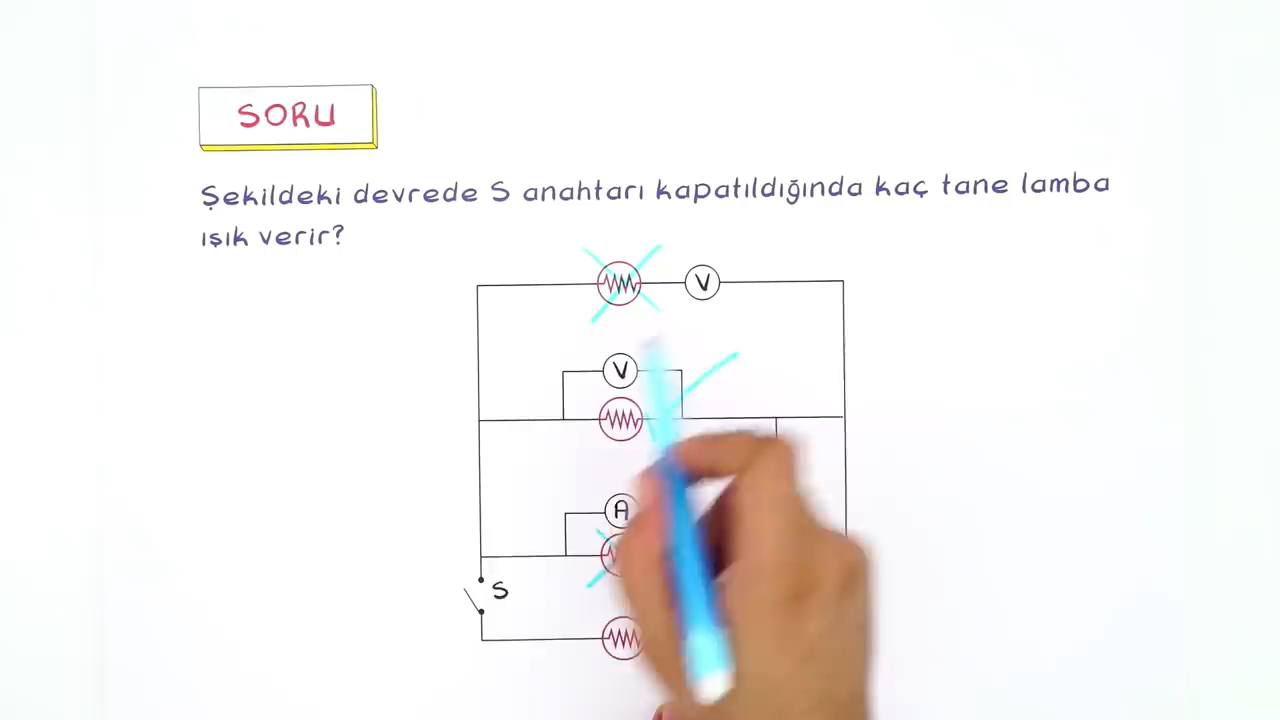 SORU
Şekildeki devrede S anahtarı kapatıldığında kaç tane lamba
ışık verir?
V
V
A
S